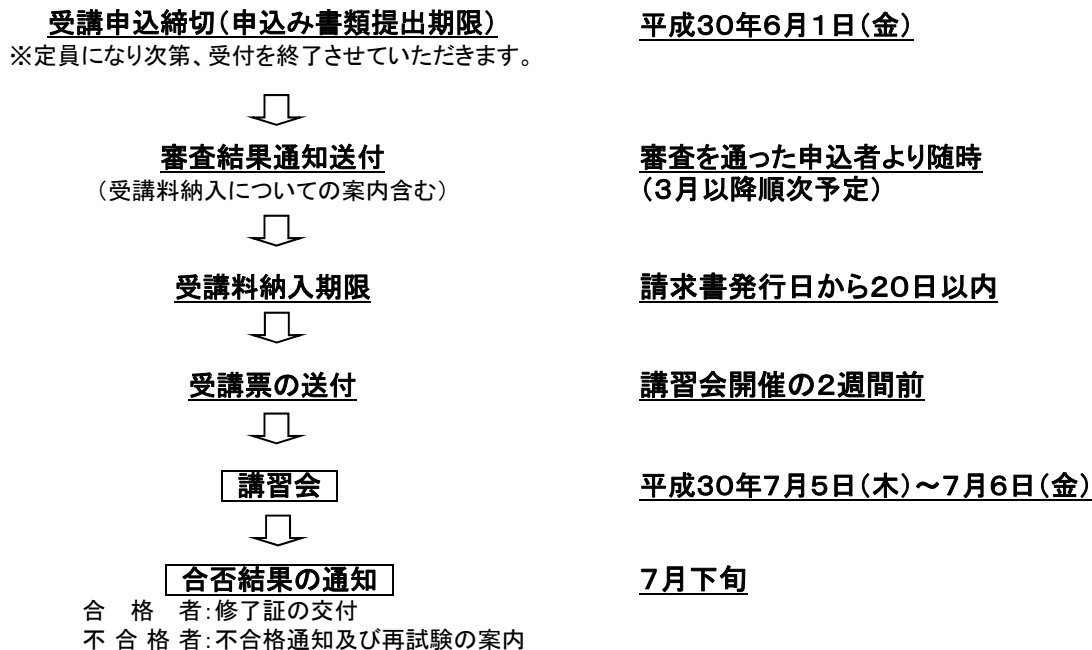 受講申込締切（申込み書類提出期限） 平成30年6月1日（金）
※定員になり次第、受付を終了させていただきます。
審査結果通知送付 審査を通った申込者より随時
（受講料納入についての案内含む） （3月以降順次予定）
受講料納入期限 請求書発行日から20日以内
受講票の送付 講習会開催の2週間前
講習会 平成30年7月5日（木）～7月6日（金）
合否結果の通知 7月下旬
合 格 者：修了証の交付
不 合 格 者：不合格通知及び再試験の案内